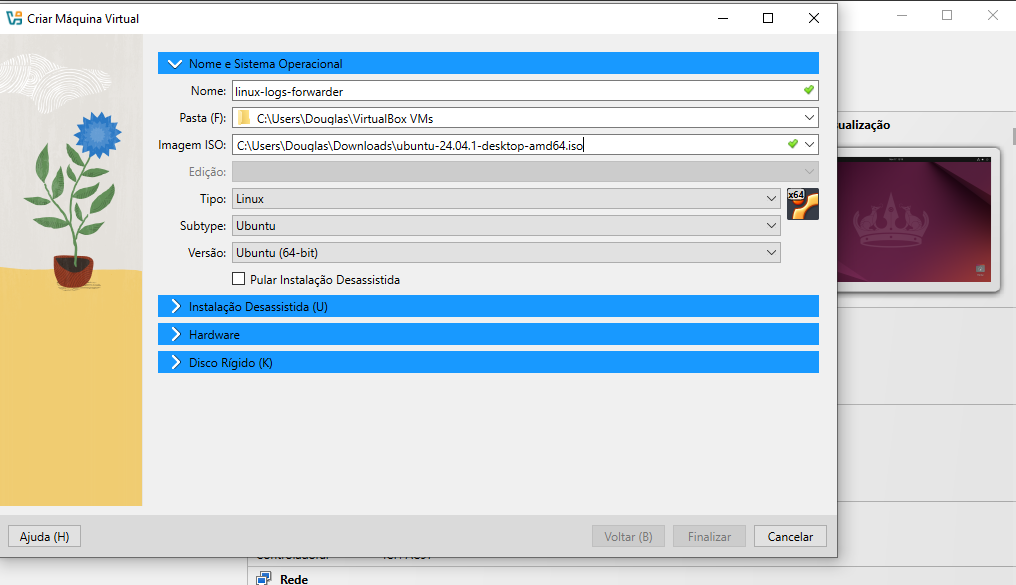 Criar Máquina Virtual
Nome e Sistema Operacional
Nome: linux-logs-forwarder
Pasta (F): C:\Users\Douglas\VirtualBox VMs
Imagem ISO: C:\Users\Douglas\Downloads\ubuntu-24.04.1-desktop-amd64.iso
Edição:
Tipo: Linux
x64
Subtype: Ubuntu
Versão: Ubuntu (64-bit)
Pular Instalação Desassistida
Instalação Desassistida (U)
Hardware
Disco Rígido (K)
Ajuda (H) Voltar (B) Finalizar Cancelar
ualização
Rede